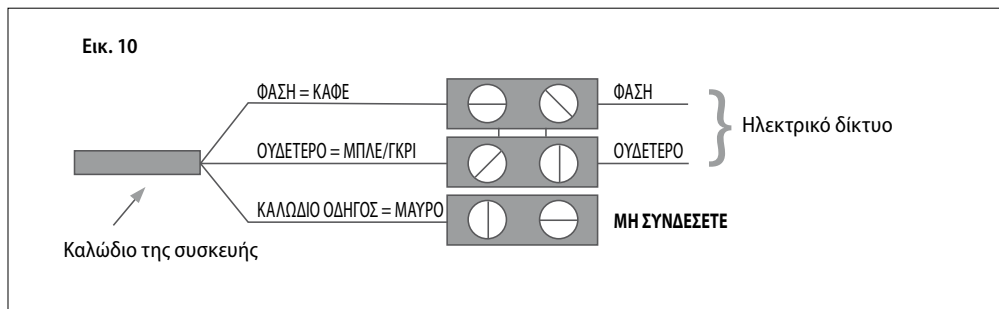 Εικ. 10
ΦΑΣΗ = ΚΑΦΕ
ΦΑΣΗ
ΟΥΔΕΤΕΡΟ = ΜΠΛΕ/ΓΚΡΙ
ΟΥΔΕΤΕΡΟ
Ηλεκτρικό δίκτυο
ΚΑΛΩΔΙΟ ΟΔΗΓΟΣ = ΜΑΥΡΟ
ΜΗ ΣΥΝΔΕΣΕΤΕ
Καλώδιο της συσκευής